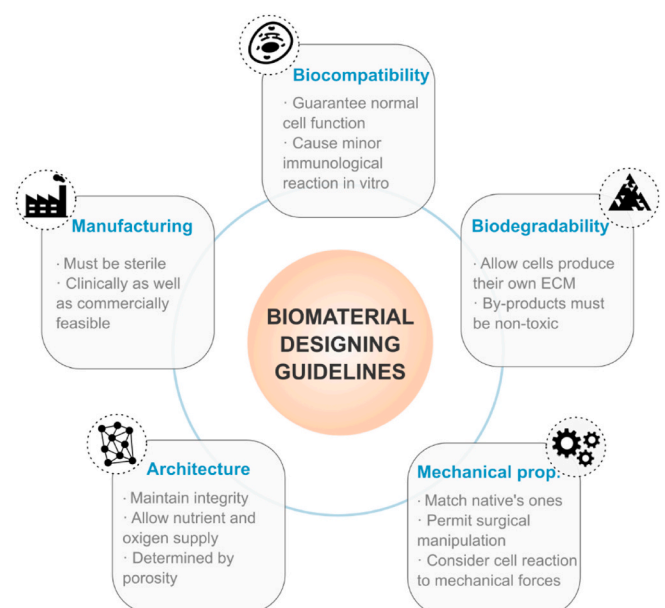 Biocompatibility
· Guarantee normal
cell function
· Cause minor
immunological
reaction in vitro
Manufacturing
· Must be sterile
· Clinically as well
as commercially
feasible
Biodegradability
· Allow cells produce
their own ECM
· By-products must
be non-toxic
BIOMATERIAL
DESIGNING
GUIDELINES
Architecture
· Maintain integrity
· Allow nutrient and
oxigen supply
· Determined by
porosity
Mechanical prop.
· Match native's ones
· Permit surgical
manipulation
· Consider cell reaction
to mechanical forces